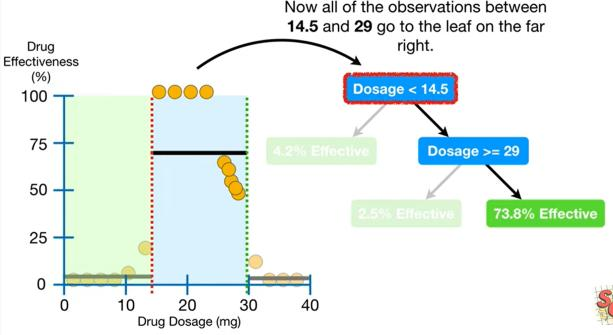 Now all of the observations between
14.5 and 29 go to the leaf on the far
right.
Drug
Effectiveness
(%)
100
75
50
25
0
0
10
20
30
40
Drug Dosage (mg)
Dosage < 14.5
4.2% Effective
Dosage >= 29
2.5% Effective
73.8% Effective